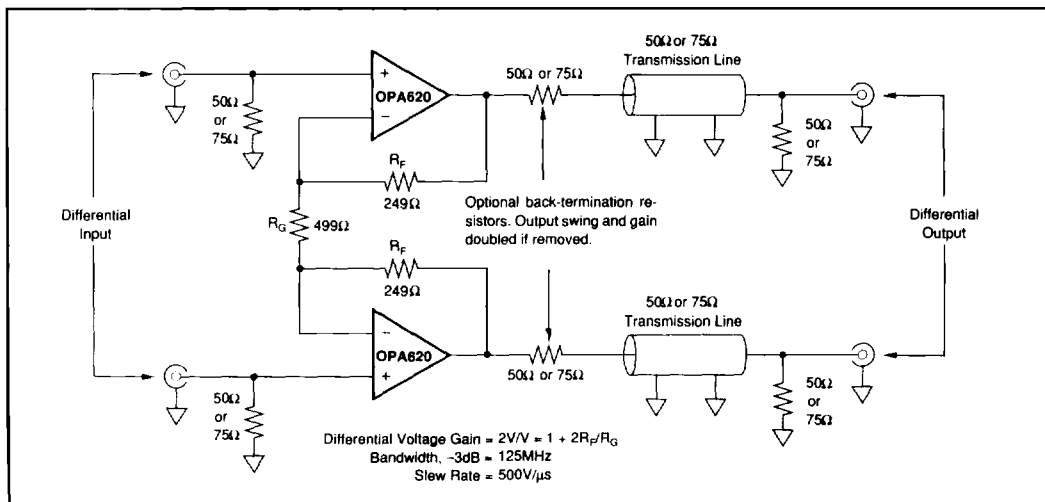 50Ω or 75Ω
Transmission Line
50Ω or 75Ω
+
OPA620
−
50Ω
or
75Ω
50Ω
or
75Ω
R_F
249Ω
Optional back-termination re-
sistors. Output swing and gain
doubled if removed.
Differential
Input
R_G 499Ω
Differential
Output
R_F
249Ω
50Ω or 75Ω
Transmission Line
−
OPA620
+
50Ω or 75Ω
50Ω
or
75Ω
50Ω
or
75Ω
Differential Voltage Gain = 2V/V = 1 + 2R_F/R_G
Bandwidth, −3dB = 125MHz
Slew Rate = 500V/µs